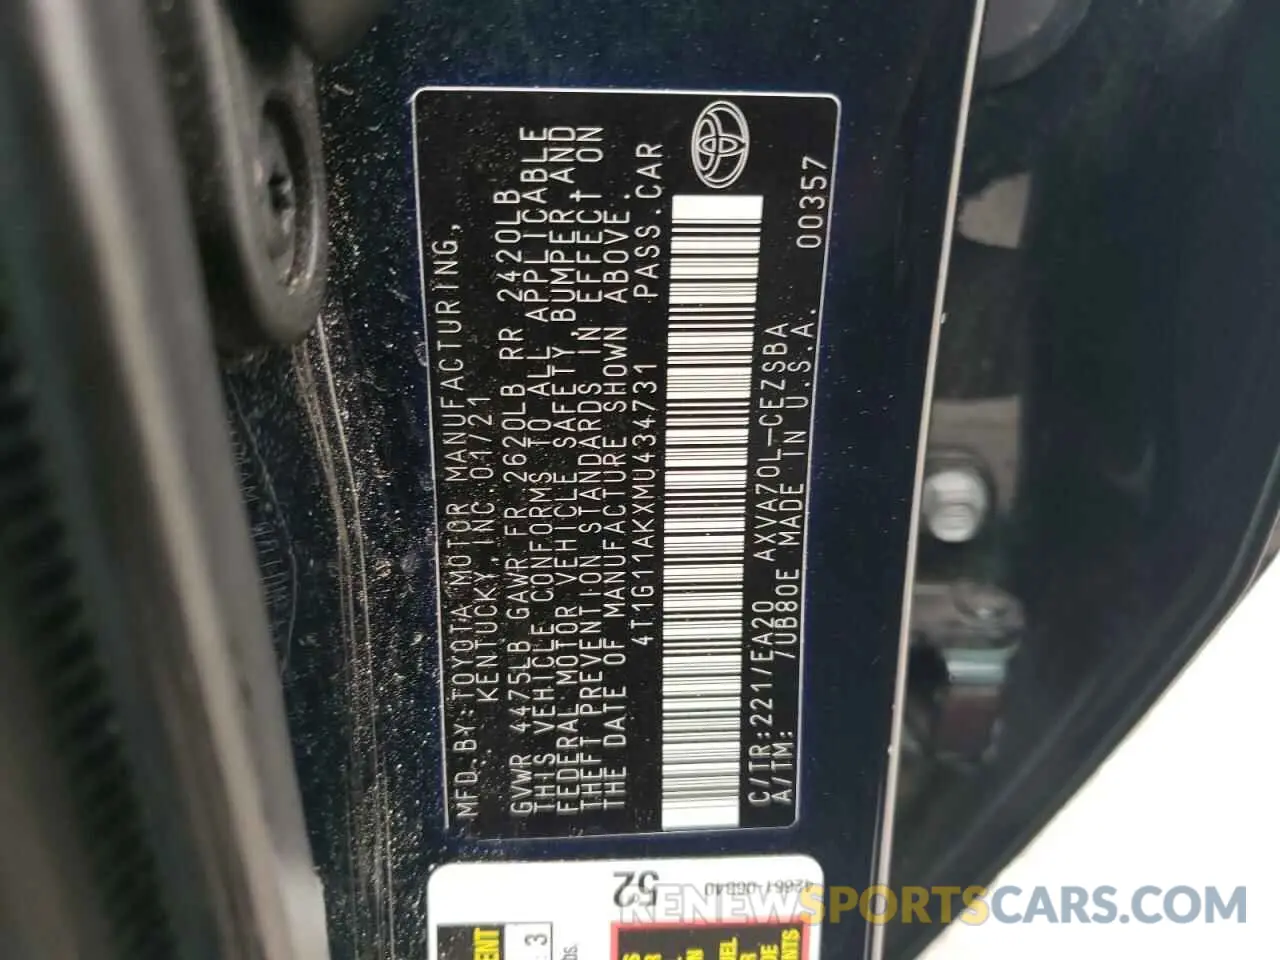 MFD.BY:TOYOTA MOTOR MANUFACTURING,
KENTUCKY,INC.01/21
GVWR 4475LB GAWR FR 2620LB RR 2420LB
THIS VEHICLE CONFORMS TO ALL APPLICABLE
FEDERAL MOTOR VEHICLE SAFETY,BUMPER,AND
THEFT PREVENTION STANDARDS IN EFFECT ON
THE DATE OF MANUFACTURE SHOWN ABOVE.
4T1G11AKXMU434731 PASS.CAR
C/TR:221/EA20 AXVA70L-CEZSBA
A/TM: /UB80E MADE IN U.S.A. 00357
52
RENEWSPORTSCARS.COM